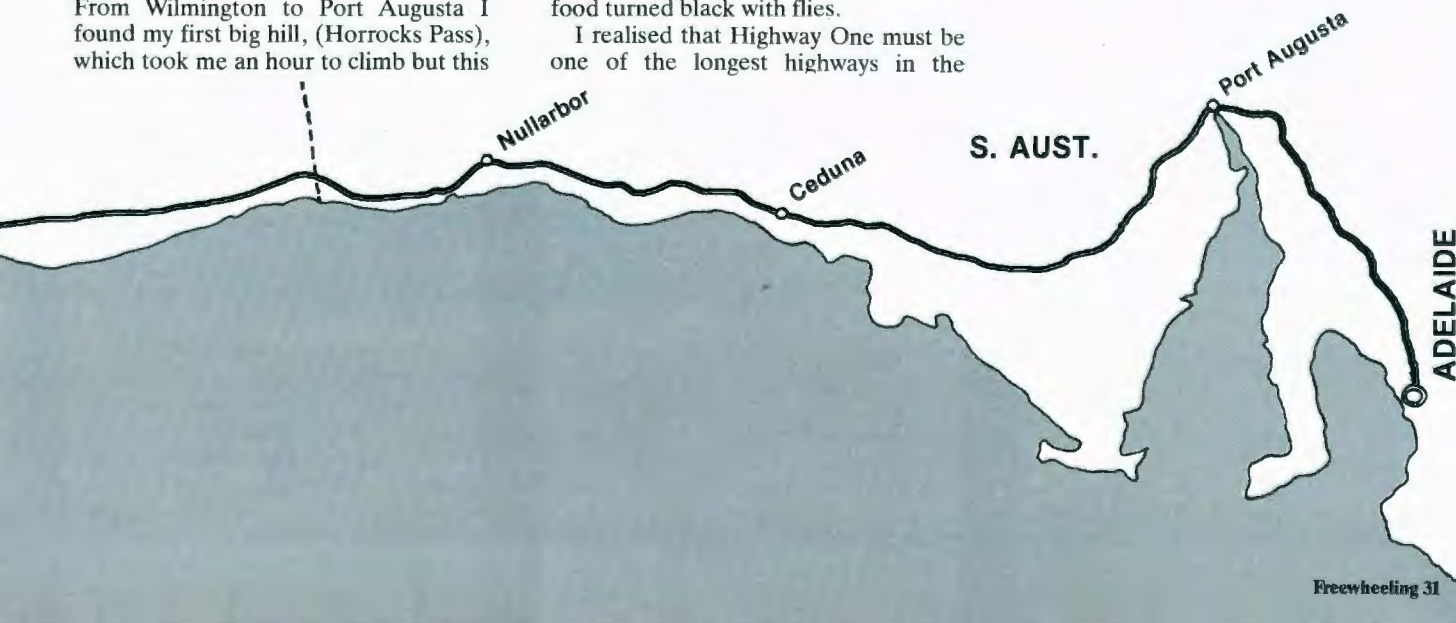 From Wilmington to Port Augusta I
found my first big hill, (Horrocks Pass),
which took me an hour to climb but this
food turned black with flies.
I realised that Highway One must be
one of the longest highways in the
Nullarbor
Ceduna
S. AUST.
Port Augusta
ADELAIDE
Freewheeling 31